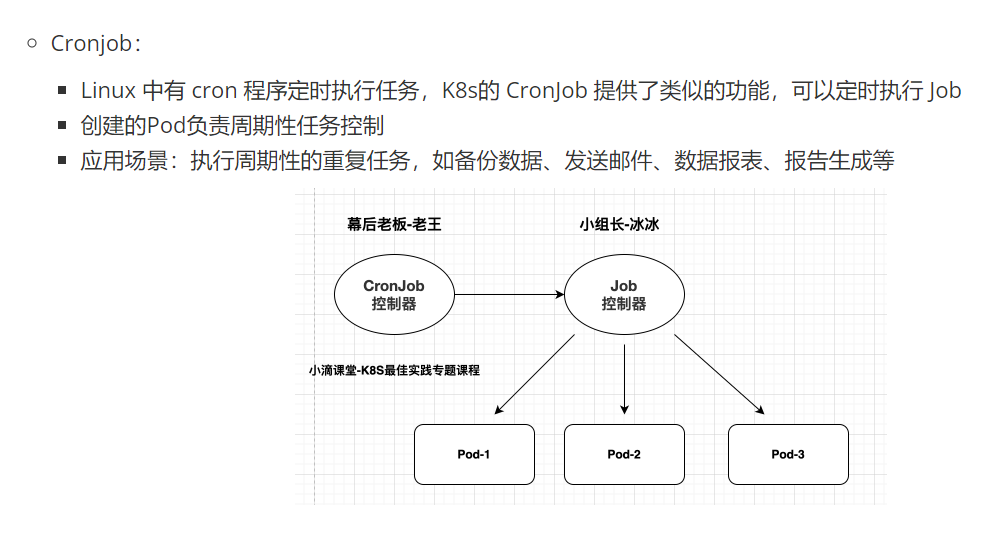 Cronjob：
Linux 中有 cron 程序定时执行任务，K8s的 CronJob 提供了类似的功能，可以定时执行 Job
创建的Pod负责周期性任务控制
应用场景：执行周期性的重复任务，如备份数据、发送邮件、数据报表、报告生成等
幕后老板-老王
小组长-冰冰
CronJob
控制器
Job
控制器
小滴课堂-K8S最佳实践专题课程
Pod-1
Pod-2
Pod-3